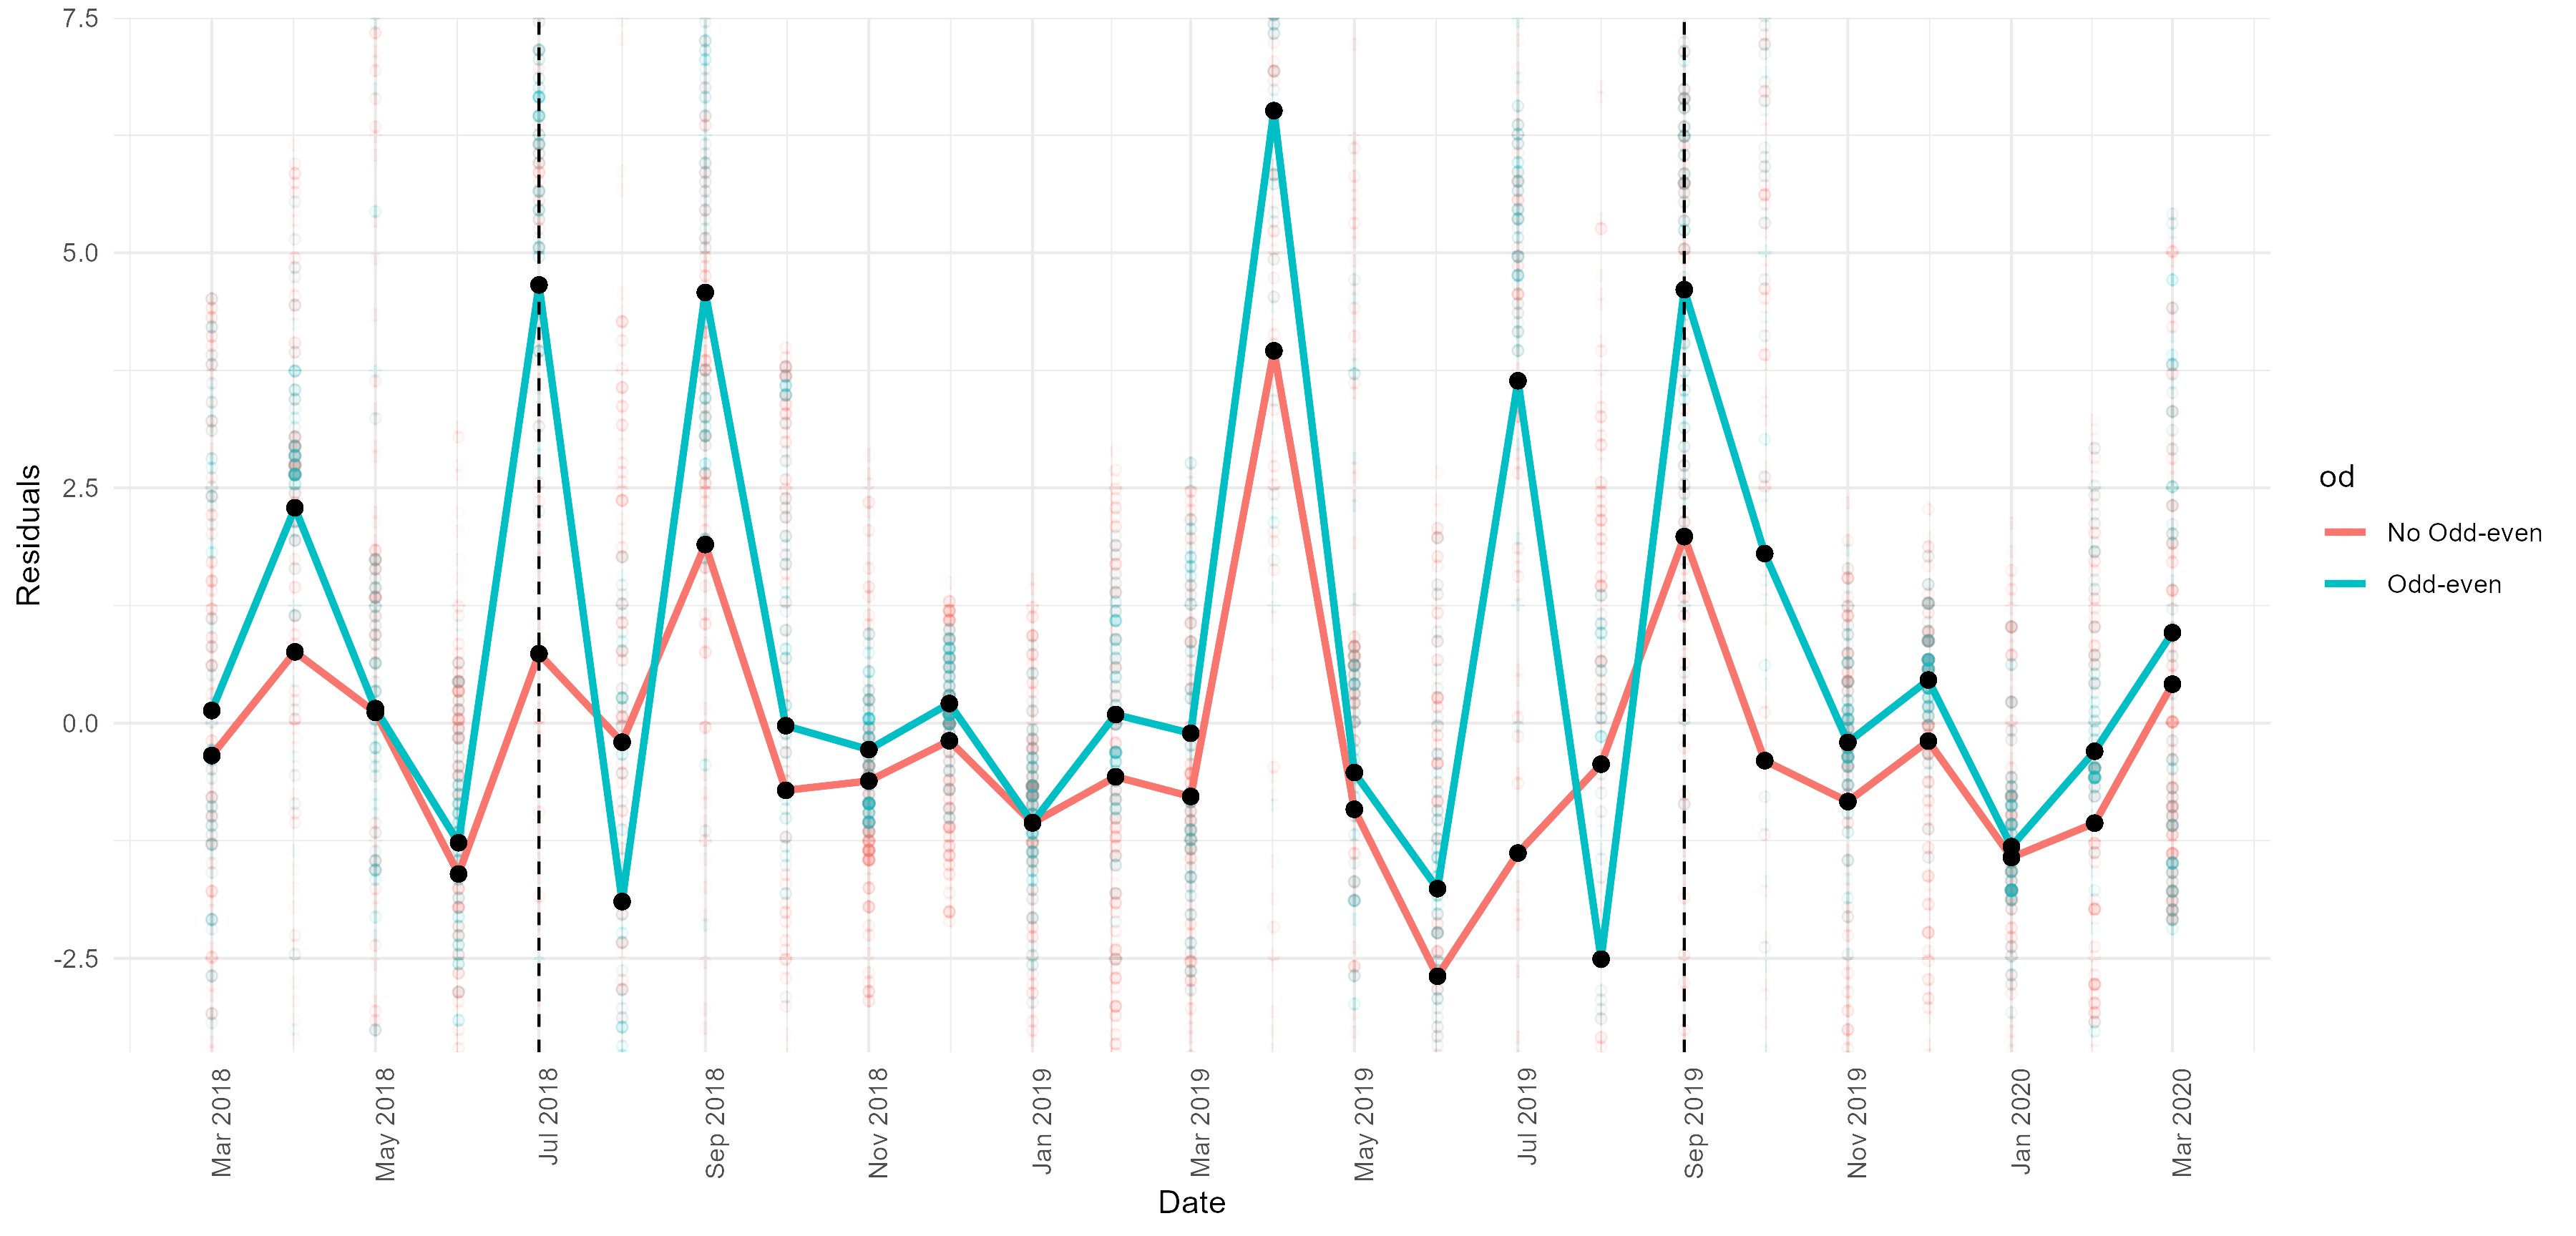 7.5
5.0
2.5
0.0
-2.5
Residuals
Mar 2018
May 2018
Jul 2018
Sep 2018
Nov 2018
Jan 2019
Mar 2019
May 2019
Jul 2019
Sep 2019
Nov 2019
Jan 2020
Mar 2020
Date
od
No Odd-even
Odd-even